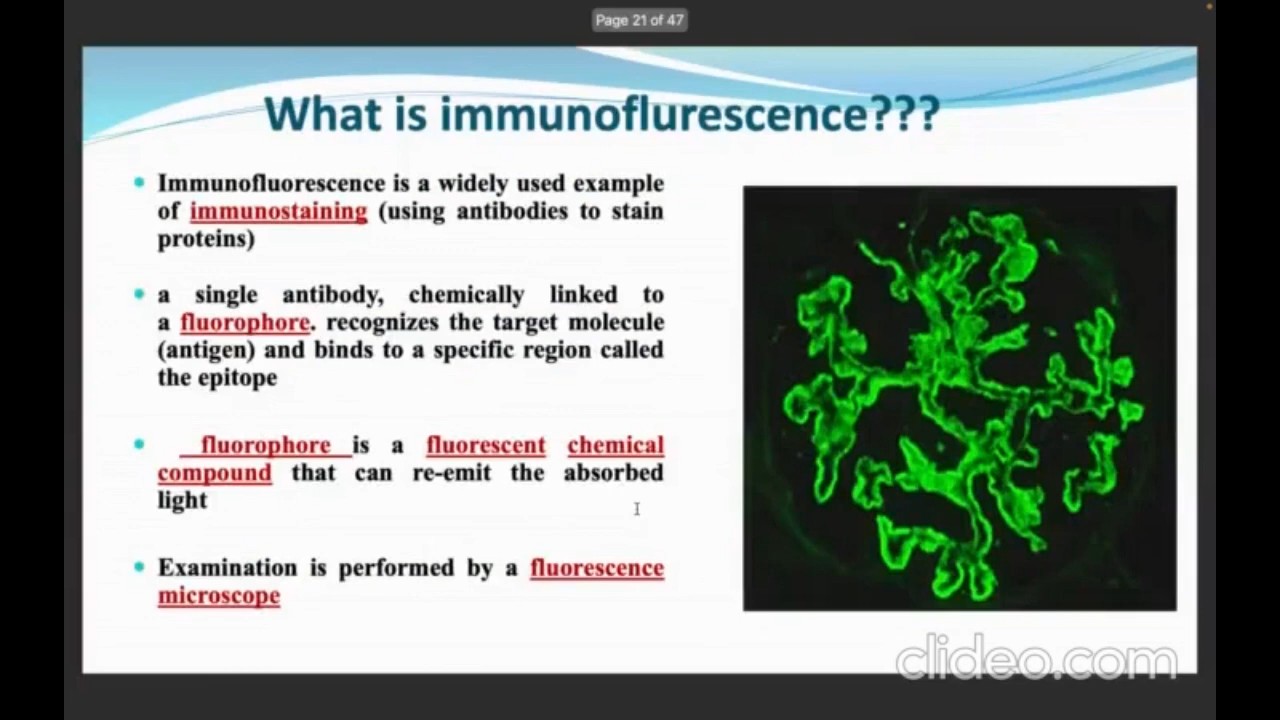 Page 21 of 47
What is immunoflurescence???
• Immunofluorescence is a widely used example
of immunostaining (using antibodies to stain
proteins)
• a single antibody, chemically linked to
a fluorophore. recognizes the target molecule
(antigen) and binds to a specific region called
the epitope
• fluorophore is a fluorescent chemical
compound that can re-emit the absorbed
light
• Examination is performed by a fluorescence
microscope
clideo.com